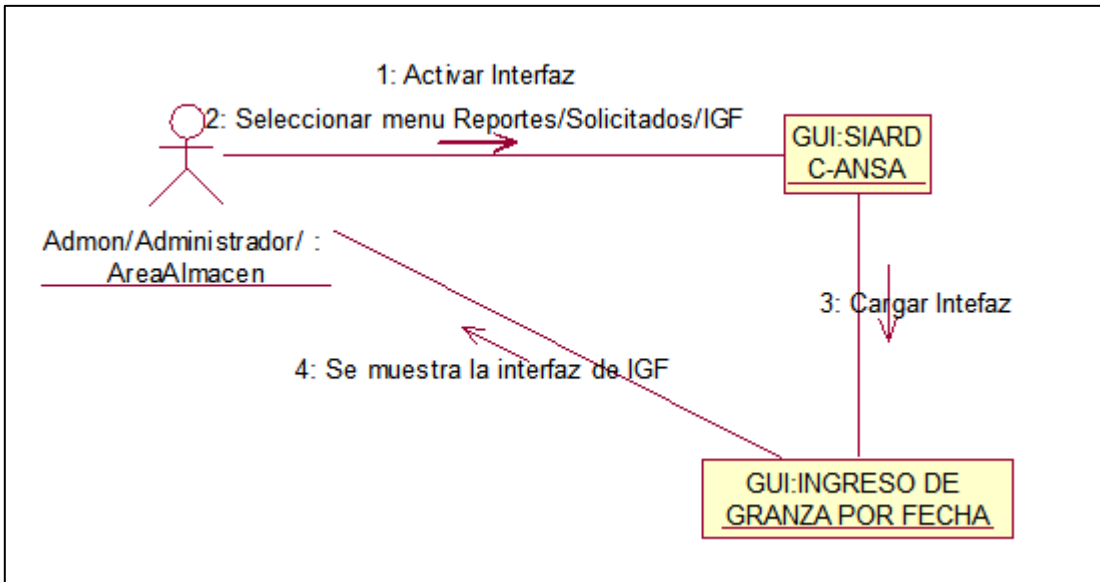 1: Activar Interfaz
2: Seleccionar menu Reportes/Solicitados/IGF
GUI:SIARD
C-ANSA
Admon/Administrador/ :
AreaAlmacen
3: Cargar Intefaz
4: Se muestra la interfaz de IGF
GUI:INGRESO DE
GRANZA POR FECHA